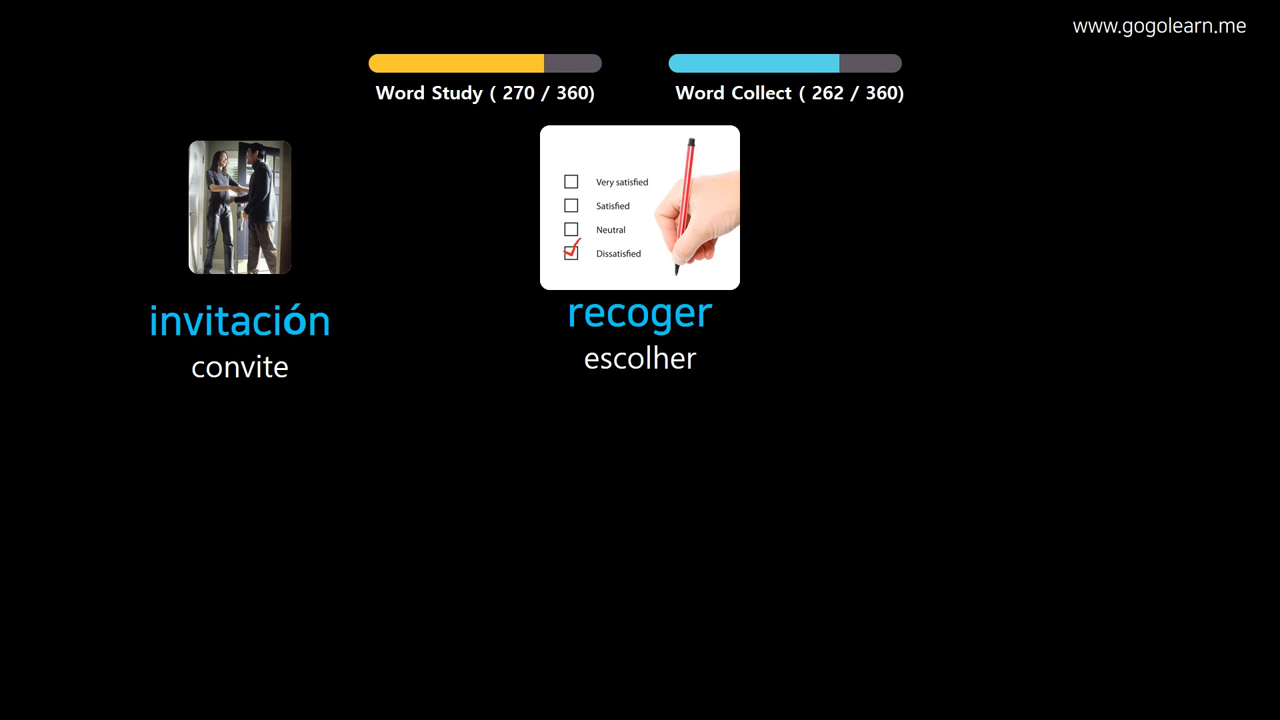 www.gogolearn.me
Word Study ( 270 / 360)
Word Collect ( 262 / 360)
Very satisfied
Satisfied
Neutral
Dissatisfied
invitación
convite
recoger
escolher